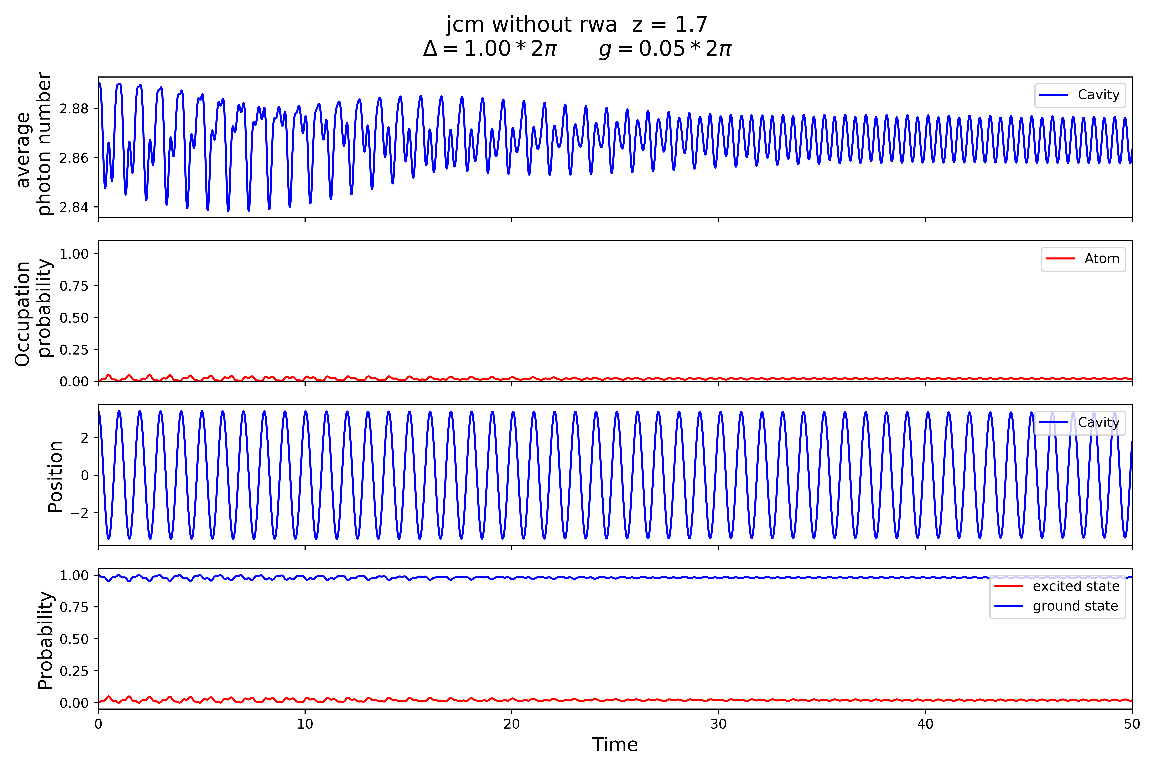 jcm without rwa z = 1.7
Δ = 1.00 * 2π g = 0.05 * 2π
average
photon number
2.88
2.86
2.84
Cavity
Occupation
probability
1.00
0.75
0.50
0.25
0.00
Atom
Position
2
0
−2
Cavity
Probability
1.00
0.75
0.50
0.25
0.00
excited state
ground state
0 10 20 30 40 50
Time